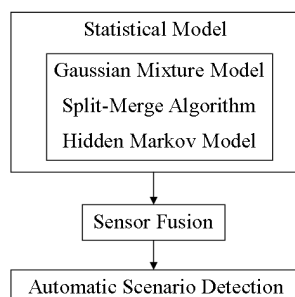 Statistical Model
Gaussian Mixture Model
Split-Merge Algorithm
Hidden Markov Model
Sensor Fusion
Automatic Scenario Detection